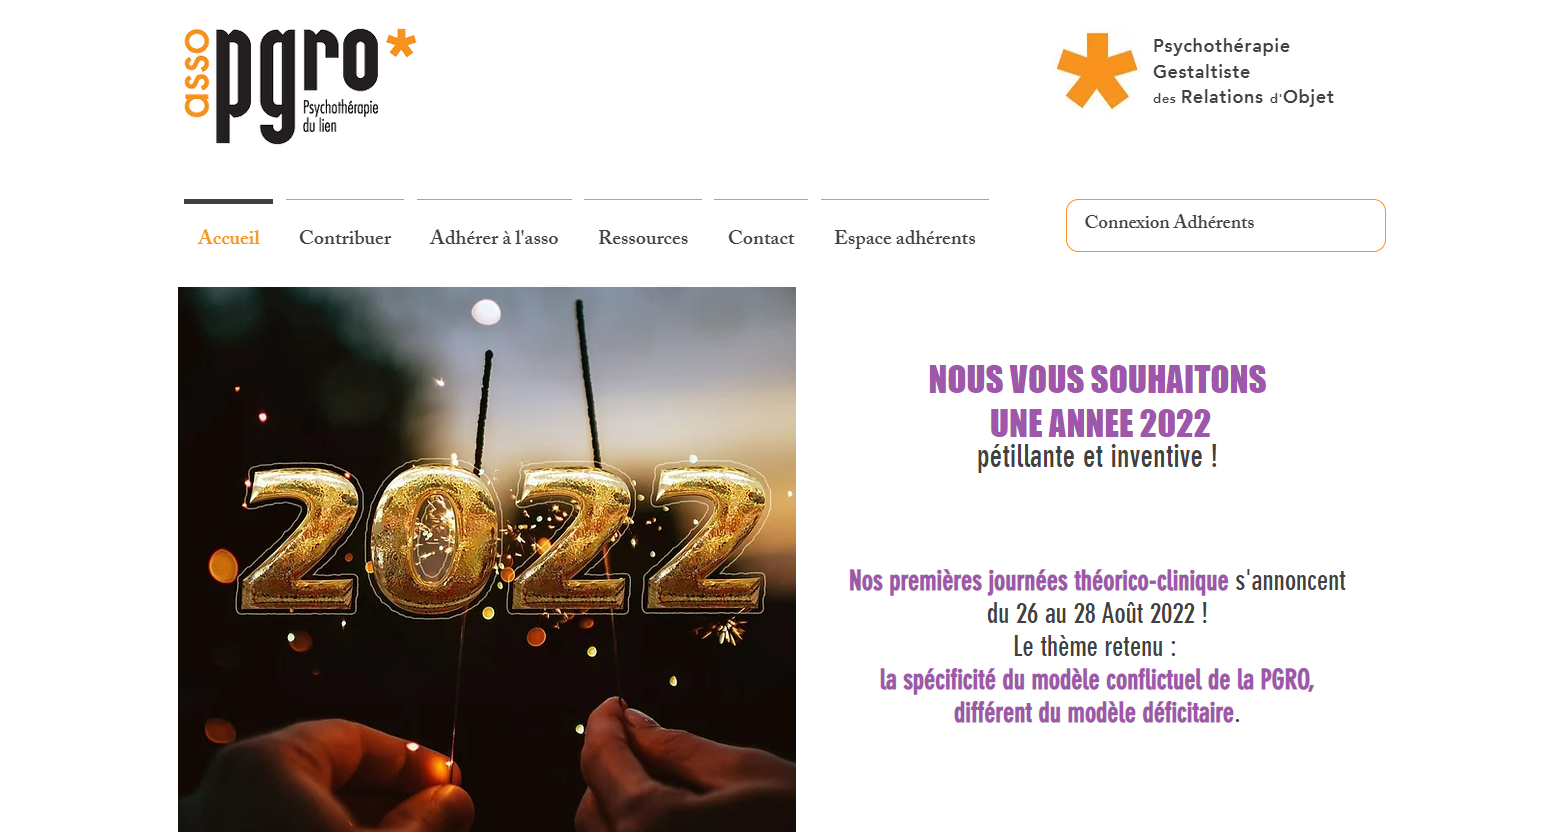 asso
pgro*
Psychothérapie
du lien
Psychothérapie
Gestaltiste
des Relations d'Objet
Accueil
Contribuer
Adhérer à l'asso
Ressources
Contact
Espace adhérents
Connexion Adhérents
2022
NOUS VOUS SOUHAITONS
UNE ANNEE 2022
pétillante et inventive !
Nos premières journées théorico-clinique s'annoncent
du 26 au 28 Août 2022 !
Le thème retenu :
la spécificité du modèle conflictuel de la PGRO,
différent du modèle déficitaire.